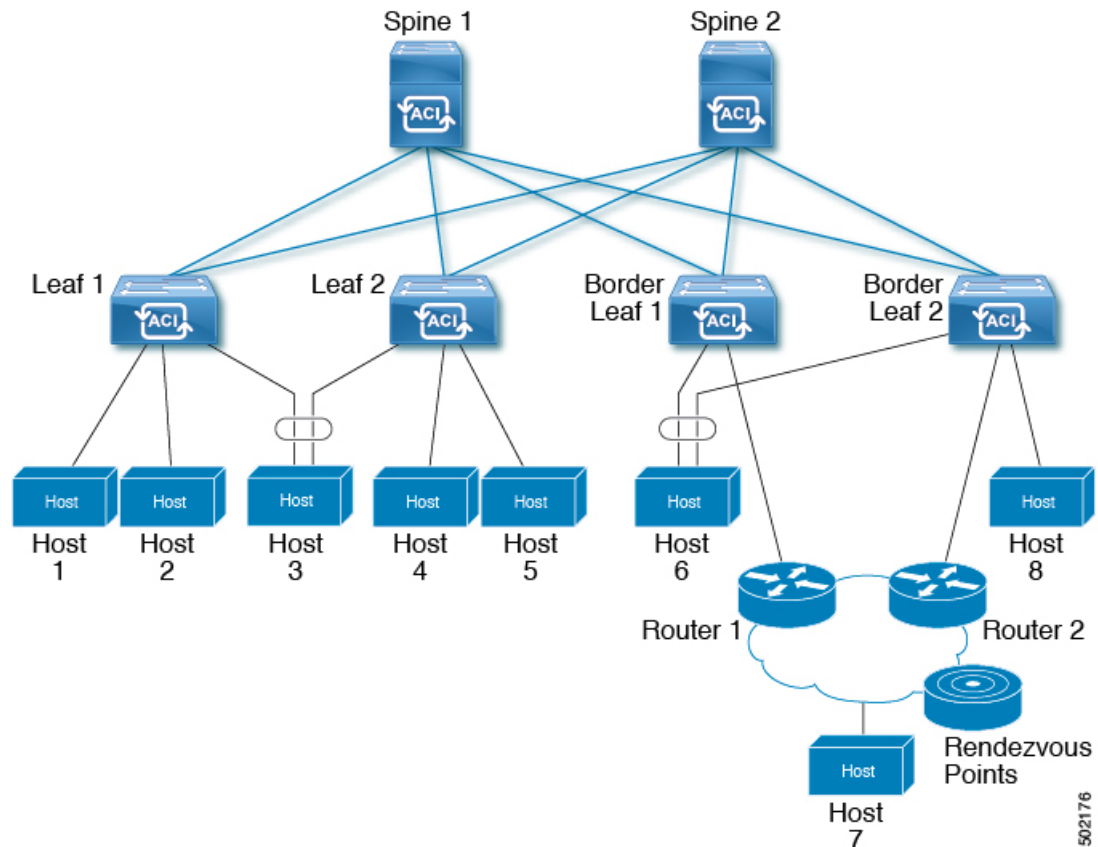 Spine 1
Spine 2
ACI
ACI
Leaf 1
Leaf 2
Border
Leaf 1
Border
Leaf 2
ACI
ACI
ACI
ACI
Host
Host
Host
Host
Host
Host
Host
Host
1
Host
2
Host
3
Host
4
Host
5
Host
6
Host
8
Router 1
Router 2
Rendezvous
Points
Host
Host
7
502176